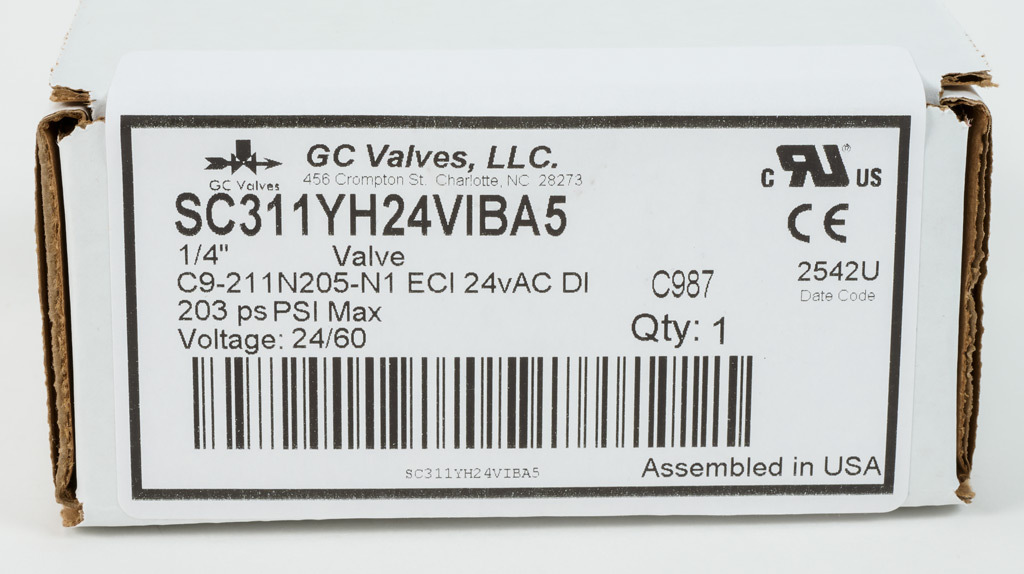 GC Valves
GC Valves, LLC.
456 Crompton St. Charlotte, NC 28273
SC311YH24VIBA5
1/4" Valve
C9-211N205-N1 ECI 24vAC DI
203 ps PSI Max
Voltage: 24/60
C987
Qty: 1
C RU ® US
CE
2542U
Date Code
SC311YH24VIBA5
Assembled in USA